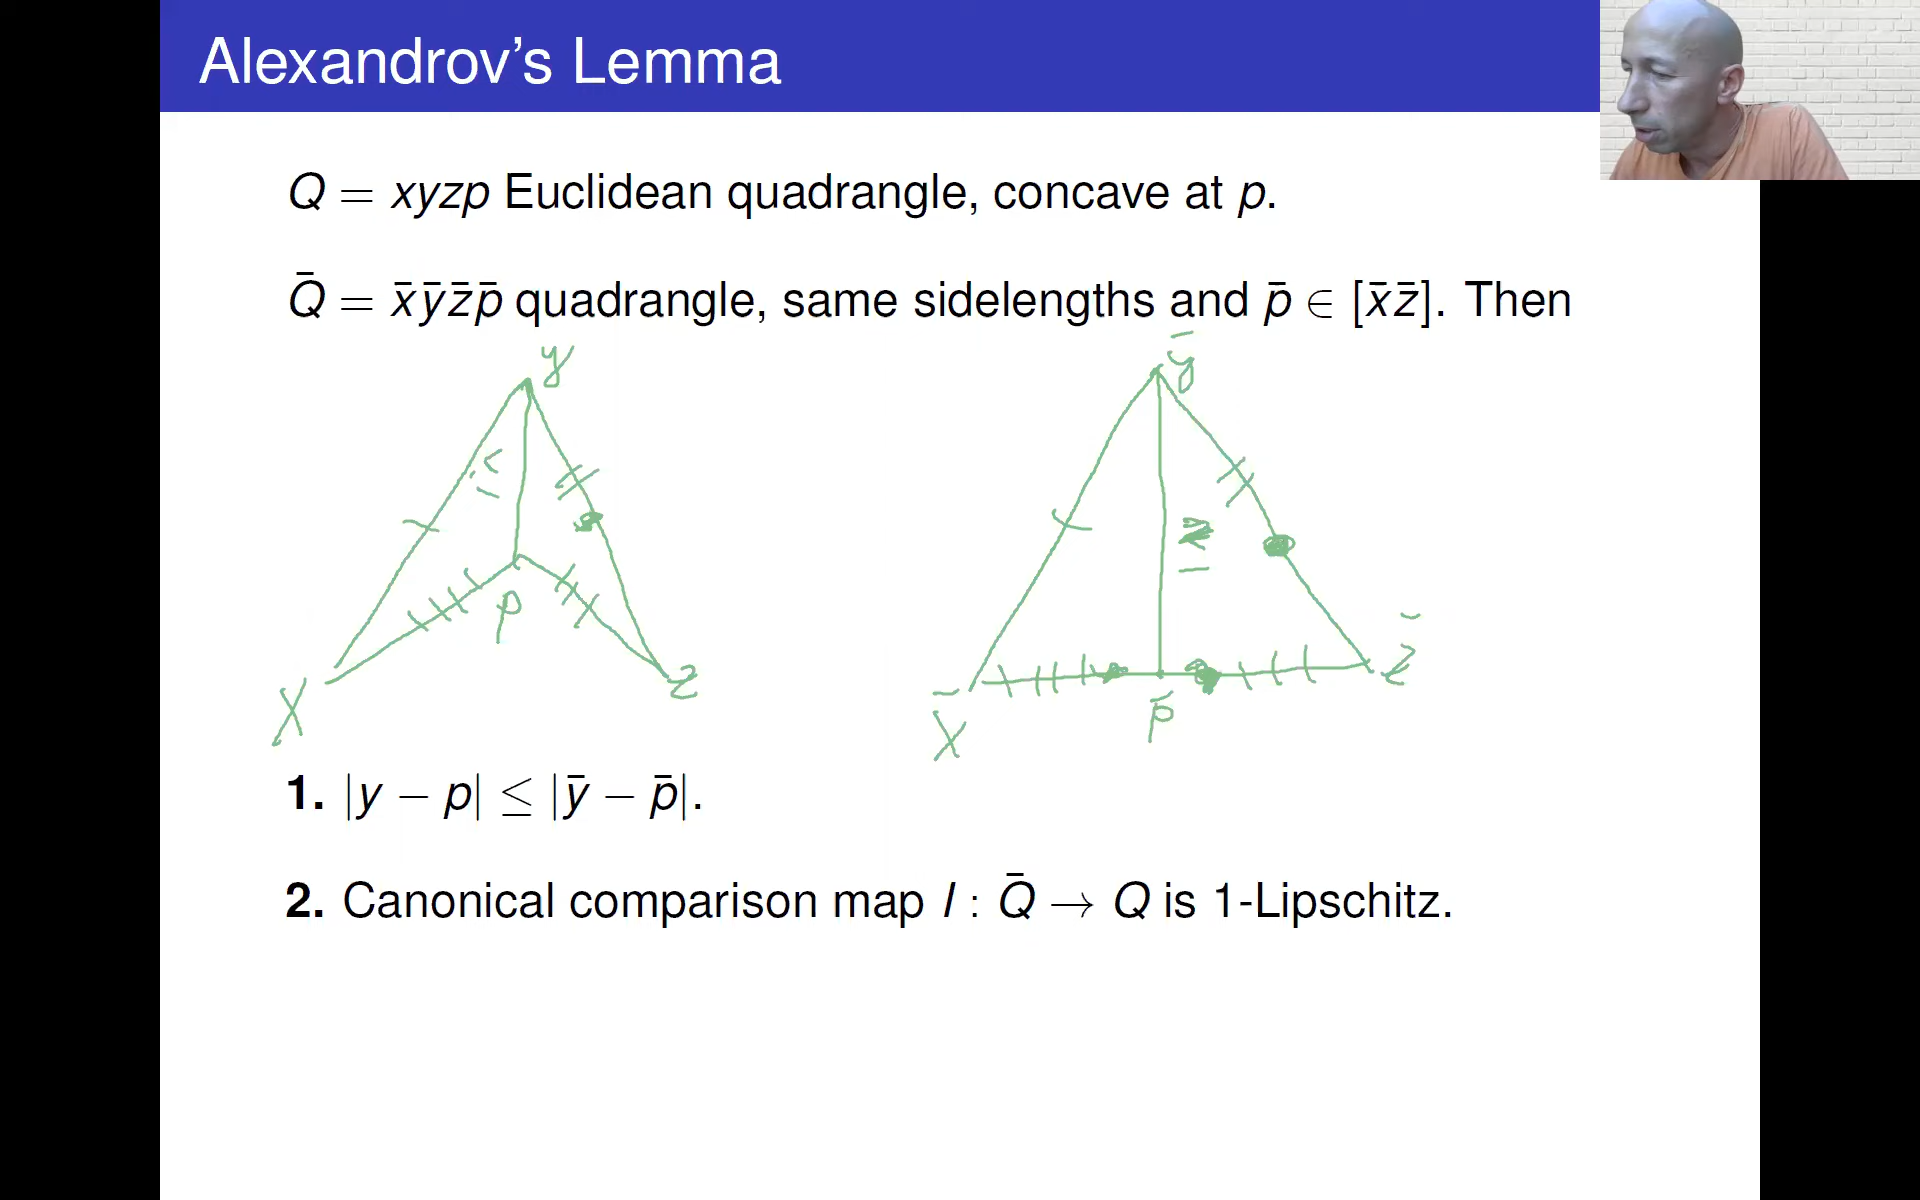 Alexandrov's Lemma
Q = xyzp Euclidean quadrangle, concave at p.
Q̄ = x̄ȳz̄p̄ quadrangle, same sidelengths and p̄ ∈ [x̄z̄]. Then
y
ȳ
≤
p
x
z
x̄
p̄
z̄
1. |y − p| ≤ |ȳ − p̄|.
2. Canonical comparison map I : Q̄ → Q is 1-Lipschitz.